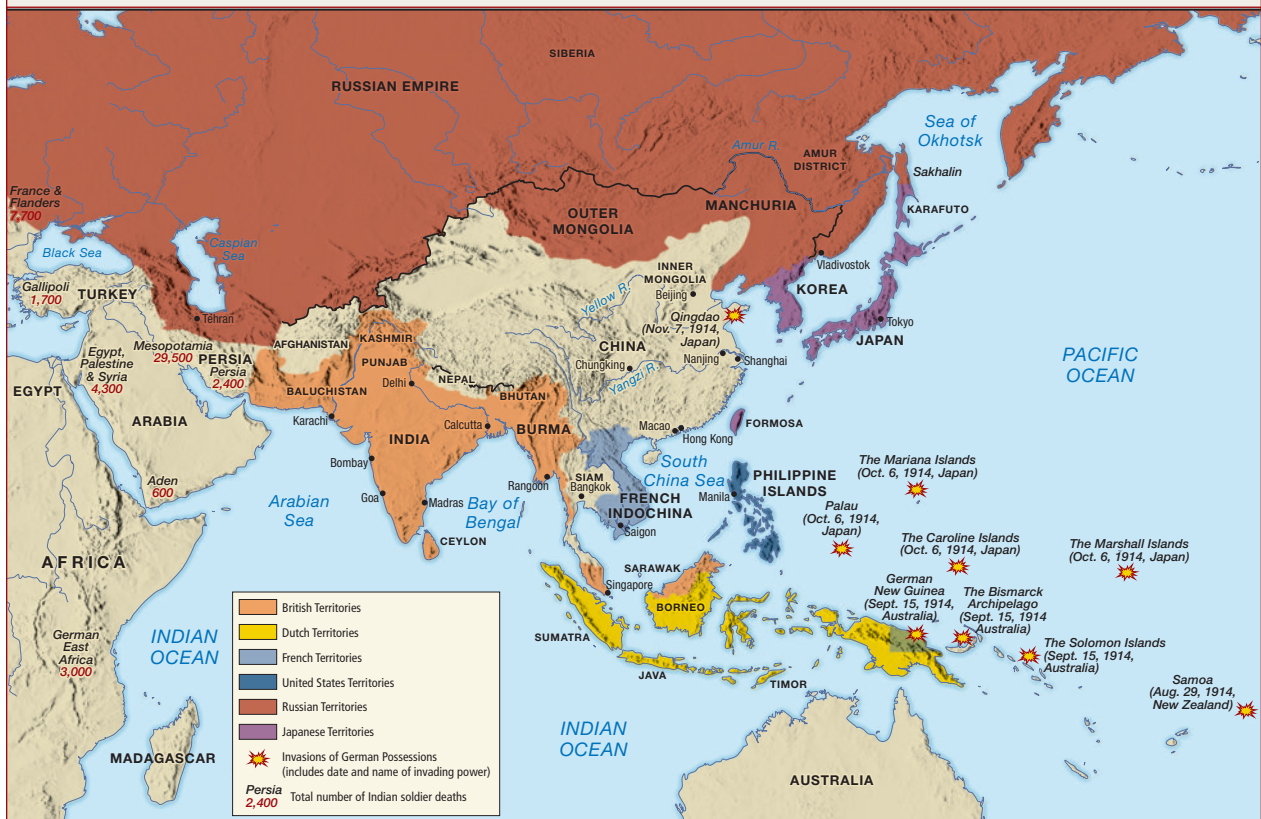 SIBERIA
RUSSIAN EMPIRE
Sea of
Okhotsk
Amur R.
AMUR
DISTRICT
Sakhalin
France &
Flanders
7,700
MANCHURIA
KARAFUTO
OUTER
MONGOLIA
Black Sea
Caspian
Sea
Vladivostok
INNER
MONGOLIA
Gallipoli
1,700
TURKEY
KOREA
Beijing
Yellow R.
Tehran
Qingdao
(Nov. 7, 1914,
Japan)
Tokyo
JAPAN
KASHMIR
AFGHANISTAN
Mesopotamia
29,500
CHINA
Egypt,
Palestine
& Syria
4,300
PERSIA
Persia
2,400
PUNJAB
Nanjing
Shanghai
Chungking
PACIFIC
OCEAN
Yangzi R.
NEPAL
Delhi
EGYPT
BALUCHISTAN
BHUTAN
ARABIA
Karachi
Calcutta
BURMA
Macao
Hong Kong
FORMOSA
INDIA
Bombay
South
China Sea
The Mariana Islands
(Oct. 6, 1914, Japan)
PHILIPPINE
ISLANDS
SIAM
Bangkok
Rangoon
Aden
600
Goa
Manila
Arabian
Sea
Madras
Bay of
Bengal
FRENCH
INDOCHINA
Palau
(Oct. 6, 1914,
Japan)
Saigon
The Caroline Islands
(Oct. 6, 1914, Japan)
The Marshall Islands
(Oct. 6, 1914, Japan)
CEYLON
AFRICA
SARAWAK
Singapore
BORNEO
German
New Guinea
(Sept. 15, 1914,
Australia)
The Bismarck
Archipelago
(Sept. 15, 1914
Australia)
German
East
Africa
3,000
INDIAN
OCEAN
SUMATRA
The Solomon Islands
(Sept. 15, 1914,
Australia)
JAVA
TIMOR
Samoa
(Aug. 29, 1914,
New Zealand)
INDIAN
OCEAN
MADAGASCAR
AUSTRALIA
British Territories
Dutch Territories
French Territories
United States Territories
Russian Territories
Japanese Territories
Invasions of German Possessions
(includes date and name of invading power)
Persia
2,400
Total number of Indian soldier deaths